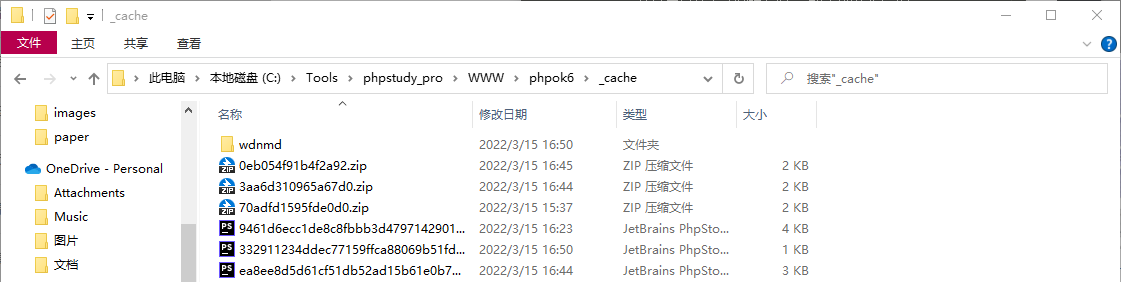 _cache
文件 主页 共享 查看
此电脑 本地磁盘 (C:) Tools phpstudy_pro WWW phpok6 _cache 搜索"_cache"
images
paper
OneDrive - Personal
Attachments
Music
图片
文档
名称 修改日期 类型 大小
wdnmd 2022/3/15 16:50 文件夹
0eb054f91b4f2a92.zip 2022/3/15 16:45 ZIP 压缩文件 2 KB
3aa6d310965a67d0.zip 2022/3/15 16:44 ZIP 压缩文件 2 KB
70adfd1595fde0d0.zip 2022/3/15 15:37 ZIP 压缩文件 2 KB
9461d6ecc1de8c8fbbb3d4797142901... 2022/3/15 16:23 JetBrains PhpSto... 4 KB
332911234ddec77159ffca88069b51fd... 2022/3/15 16:50 JetBrains PhpSto... 1 KB
ea8ee8d5d61cf51db52ad15b61e0b7... 2022/3/15 16:44 JetBrains PhpSto... 3 KB